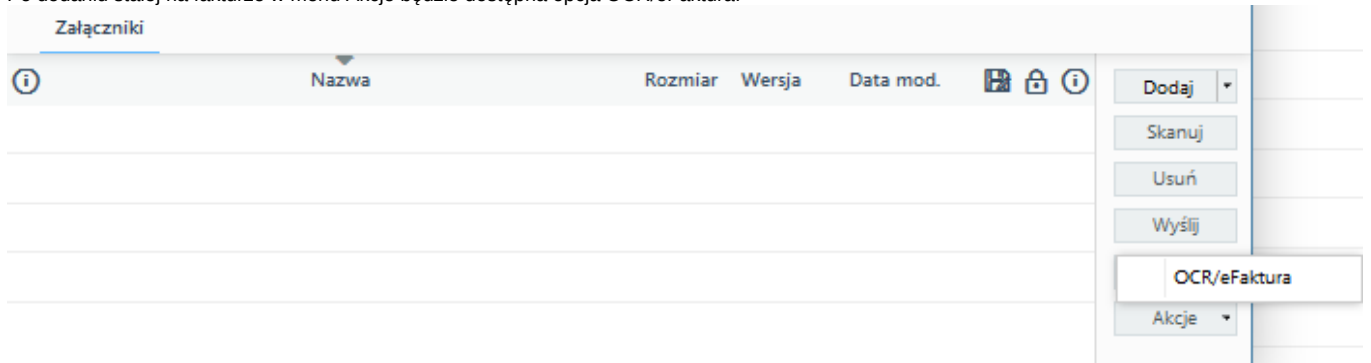 Załączniki
Nazwa Rozmiar Wersja Data mod.
Dodaj
Skanuj
Usuń
Wyślij
OCR/eFaktura
Akcje